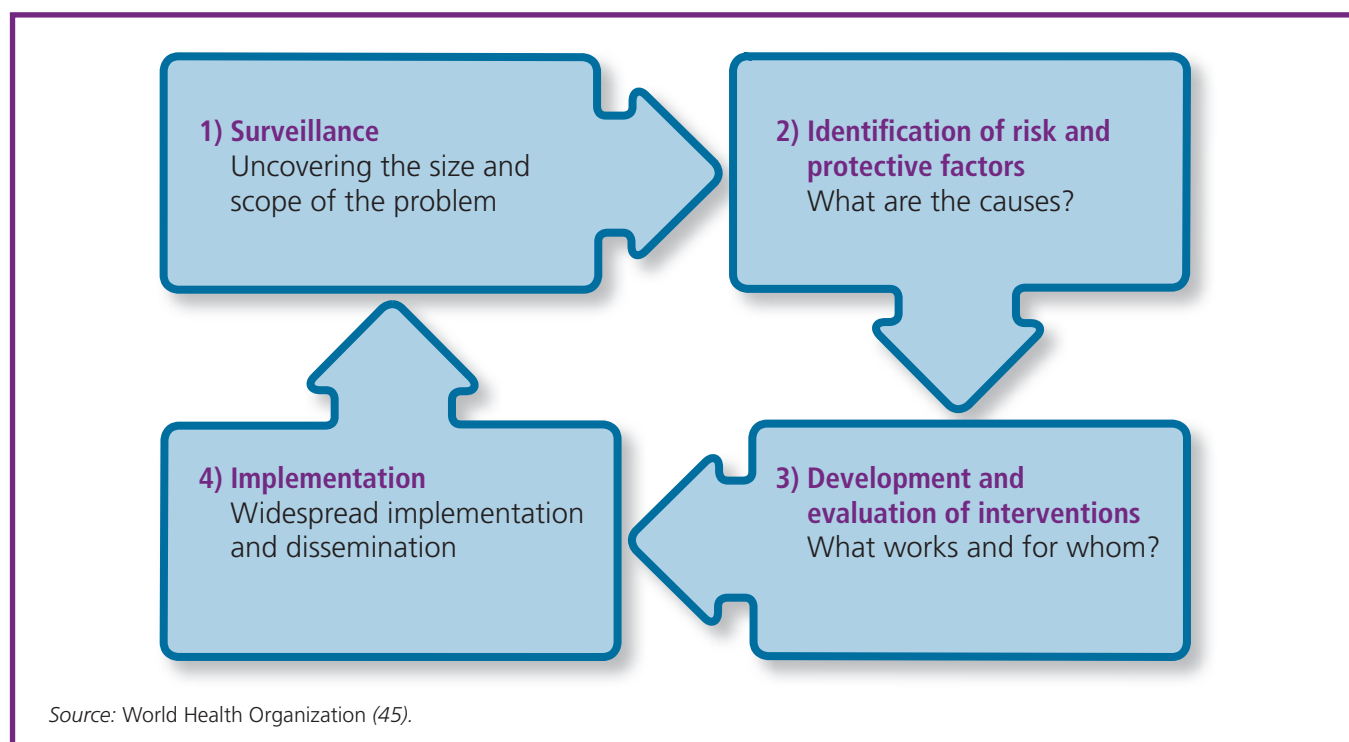 1) Surveillance
Uncovering the size and
scope of the problem
2) Identification of risk and
protective factors
What are the causes?
3) Development and
evaluation of interventions
What works and for whom?
4) Implementation
Widespread implementation
and dissemination
Source: World Health Organization (45).